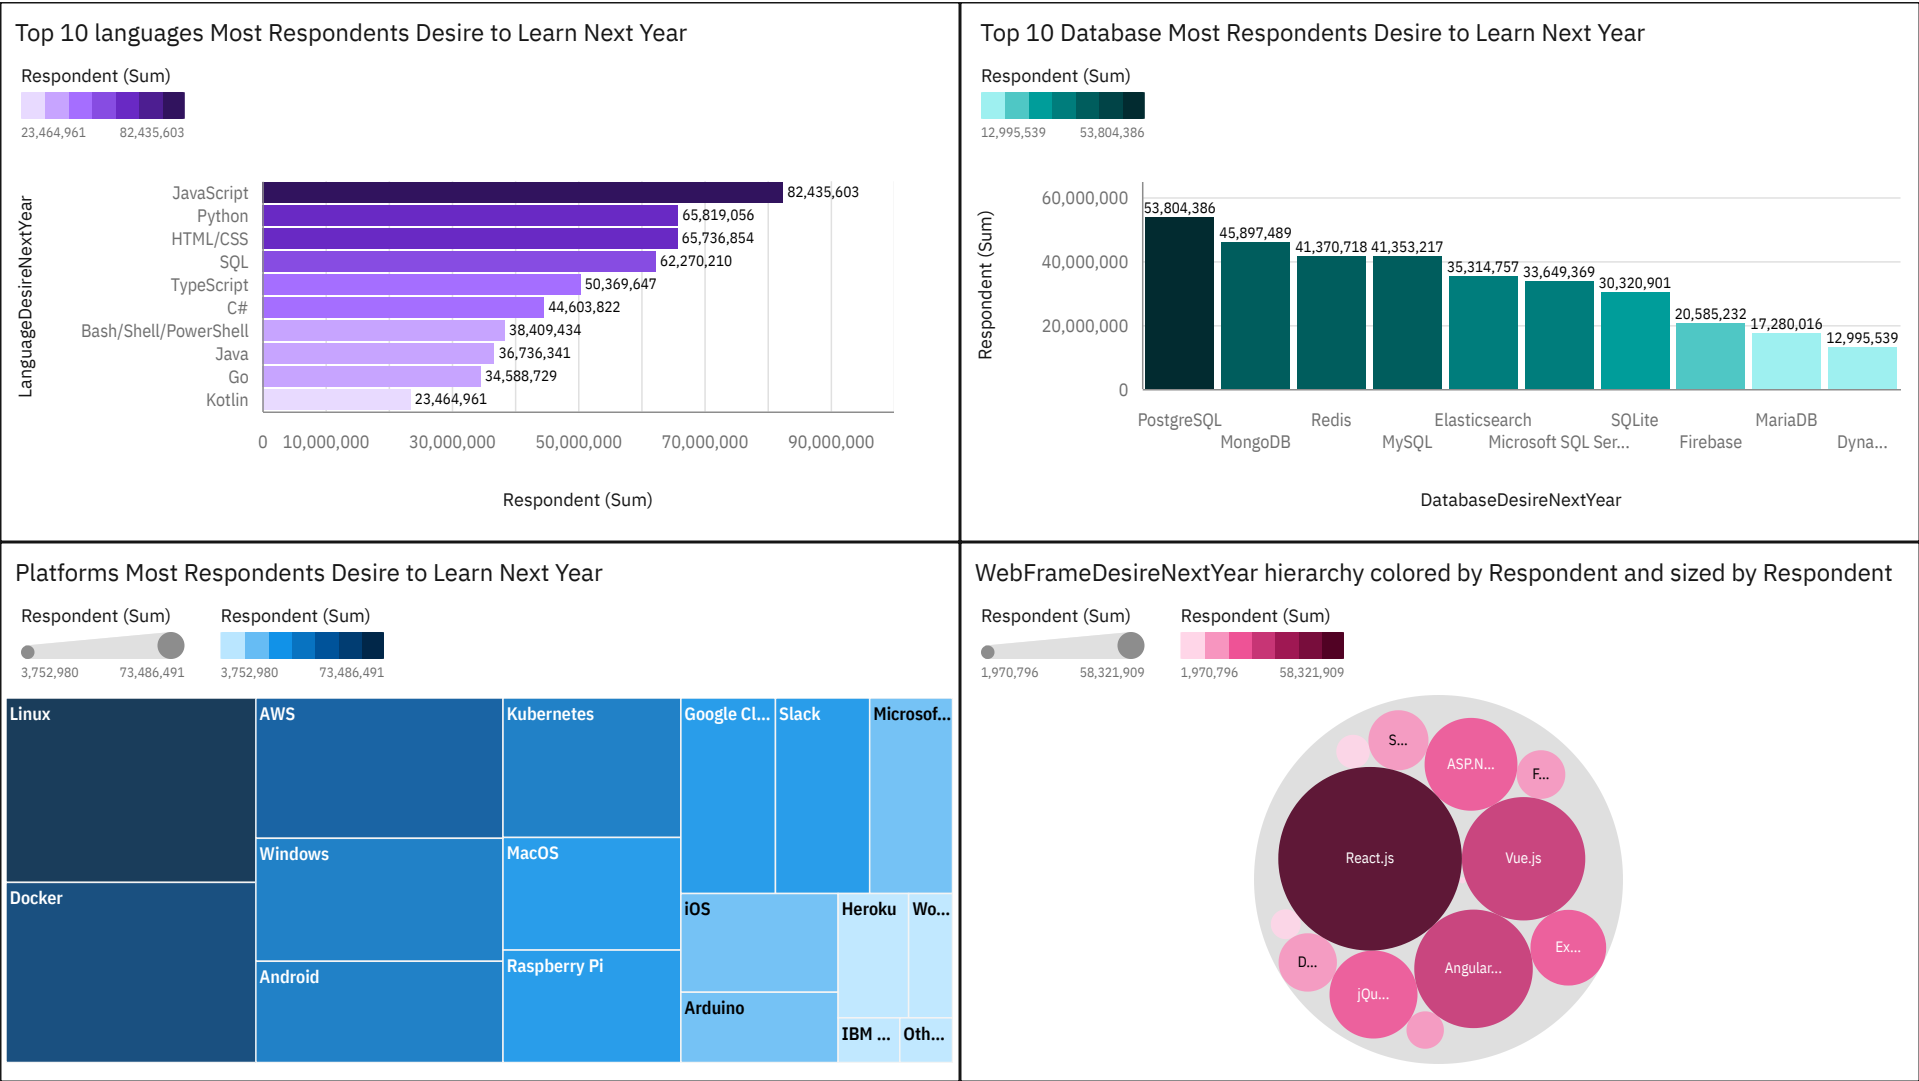 Top 10 languages Most Respondents Desire to Learn Next Year
Respondent (Sum)
23,464,961 82,435,603
LanguageDesireNextYear
JavaScript 82,435,603
Python 65,819,056
HTML/CSS 65,736,854
SQL 62,270,210
TypeScript 50,369,647
C# 44,603,822
Bash/Shell/PowerShell 38,409,434
Java 36,736,341
Go 34,588,729
Kotlin 23,464,961
0 10,000,000 30,000,000 50,000,000 70,000,000 90,000,000
Respondent (Sum)
Top 10 Database Most Respondents Desire to Learn Next Year
Respondent (Sum)
12,995,539 53,804,386
Respondent (Sum)
60,000,000
40,000,000
20,000,000
0
53,804,386
45,897,489
41,370,718
41,353,217
35,314,757
33,649,369
30,320,901
20,585,232
17,280,016
12,995,539
PostgreSQL
MongoDB
Redis
MySQL
Elasticsearch
Microsoft SQL Ser...
SQLite
Firebase
MariaDB
Dyna...
DatabaseDesireNextYear
Platforms Most Respondents Desire to Learn Next Year
Respondent (Sum)
3,752,980 73,486,491
Respondent (Sum)
3,752,980 73,486,491
Linux
Docker
AWS
Windows
Android
Kubernetes
MacOS
Raspberry Pi
Google Cl...
Slack
Microsof...
iOS
Arduino
Heroku
Wo...
IBM ...
Oth...
WebFrameDesireNextYear hierarchy colored by Respondent and sized by Respondent
Respondent (Sum)
1,970,796 58,321,909
Respondent (Sum)
1,970,796 58,321,909
S...
ASP.N...
F...
React.js
Vue.js
Ex...
D...
Angular...
jQu...